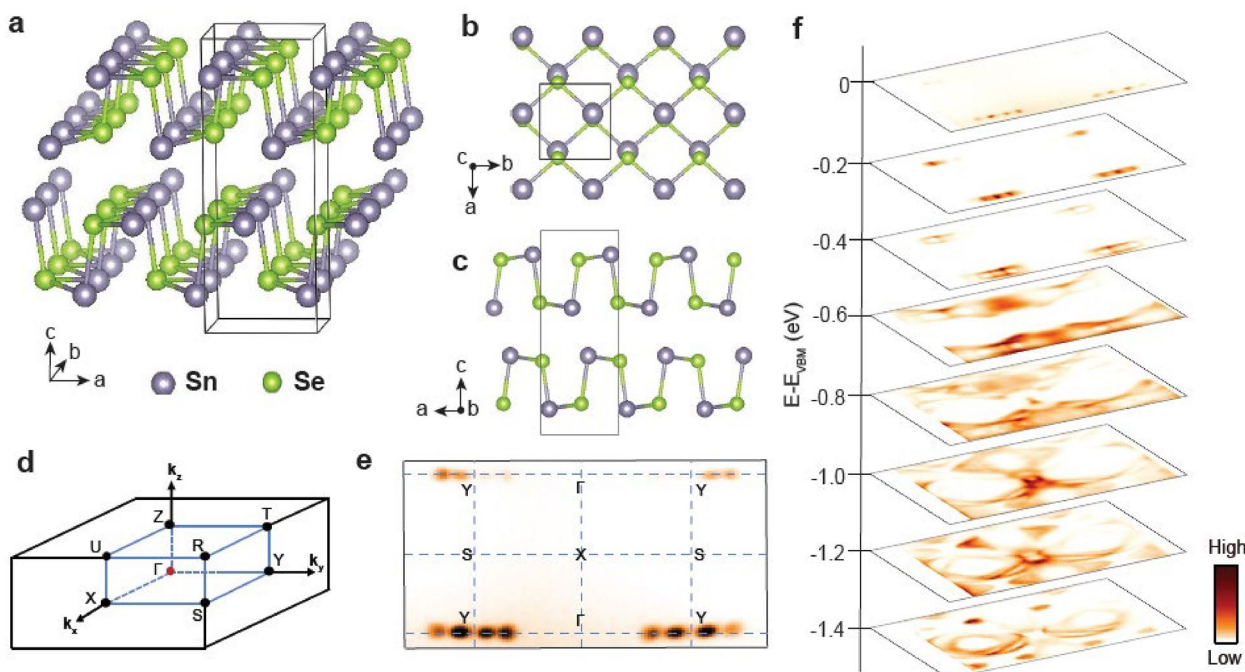 a
c
b
a
Sn
Se
b
c
b
a
c
c
a
b
d
k_z
Z
T
U
R
Γ
Y
k_y
X
S
k_x
e
Y
Γ
Y
S
X
S
Y
Γ
Y
f
E-E_VBM (eV)
0
-0.2
-0.4
-0.6
-0.8
-1.0
-1.2
-1.4
High
Low